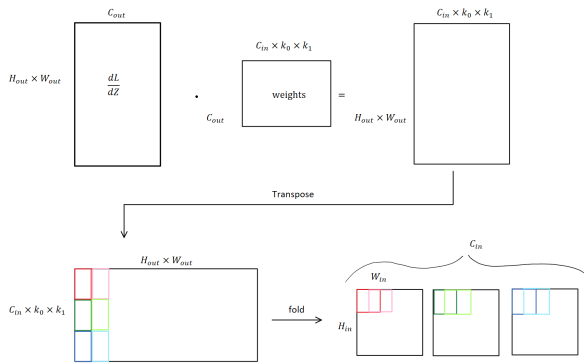 C_out
C_in × k_0 × k_1
C_in × k_0 × k_1
H_out × W_out
dL
dZ
·
weights
=
C_out
H_out × W_out
Transpose
H_out × W_out
C_in
W_in
C_in × k_0 × k_1
fold
H_in